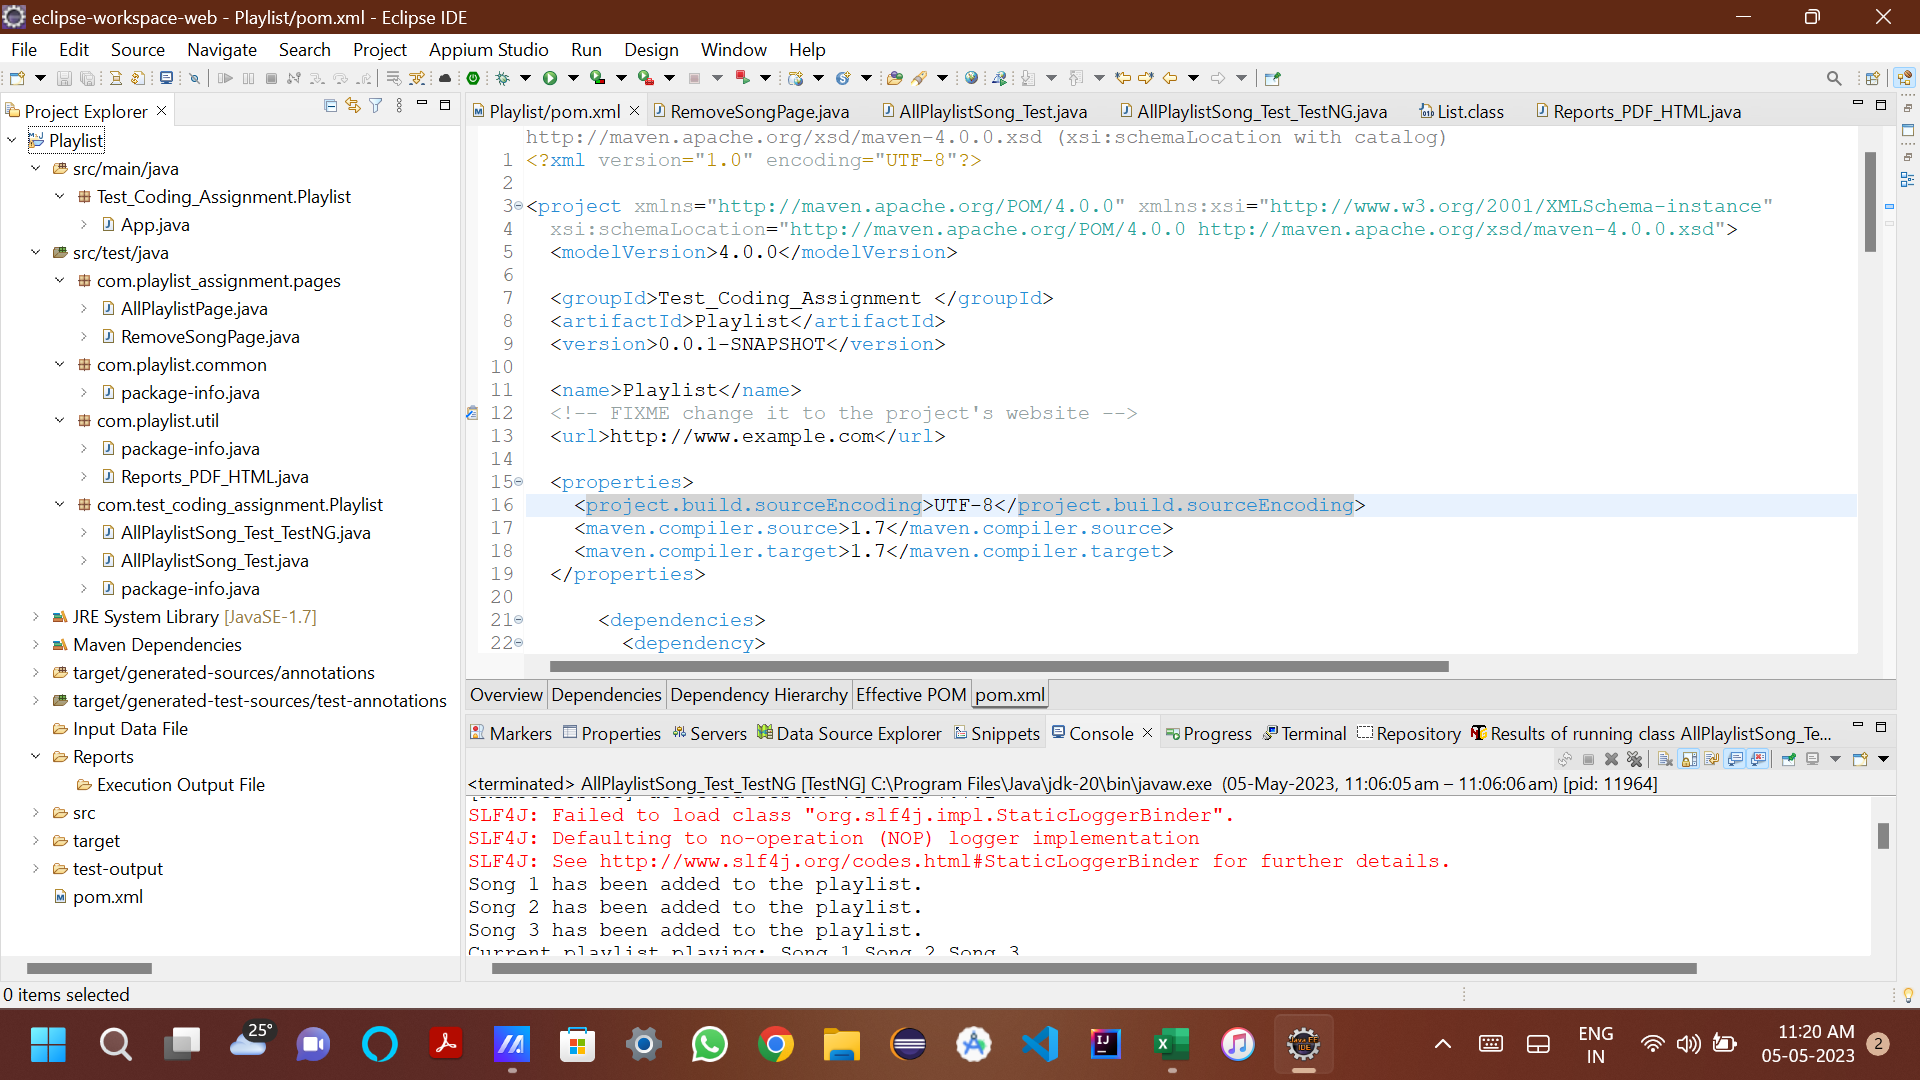 eclipse-workspace-web - Playlist/pom.xml - Eclipse IDE
File Edit Source Navigate Search Project Appium Studio Run Design Window Help
Project Explorer
Playlist
src/main/java
Test_Coding_Assignment.Playlist
App.java
src/test/java
com.playlist_assignment.pages
AllPlaylistPage.java
RemoveSongPage.java
com.playlist.common
package-info.java
com.playlist.util
package-info.java
Reports_PDF_HTML.java
com.test_coding_assignment.Playlist
AllPlaylistSong_Test_TestNG.java
AllPlaylistSong_Test.java
package-info.java
JRE System Library [JavaSE-1.7]
Maven Dependencies
target/generated-sources/annotations
target/generated-test-sources/test-annotations
Input Data File
Reports
Execution Output File
src
target
test-output
pom.xml
0 items selected
Playlist/pom.xml RemoveSongPage.java AllPlaylistSong_Test.java AllPlaylistSong_Test_TestNG.java List.class Reports_PDF_HTML.java
http://maven.apache.org/xsd/maven-4.0.0.xsd (xsi:schemaLocation with catalog)
1 <?xml version="1.0" encoding="UTF-8"?>
2
3 <project xmlns="http://maven.apache.org/POM/4.0.0" xmlns:xsi="http://www.w3.org/2001/XMLSchema-instance"
4 xsi:schemaLocation="http://maven.apache.org/POM/4.0.0 http://maven.apache.org/xsd/maven-4.0.0.xsd">
5 <modelVersion>4.0.0</modelVersion>
6
7 <groupId>Test_Coding_Assignment </groupId>
8 <artifactId>Playlist</artifactId>
9 <version>0.0.1-SNAPSHOT</version>
10
11 <name>Playlist</name>
12 <!-- FIXME change it to the project's website -->
13 <url>http://www.example.com</url>
14
15 <properties>
16 <project.build.sourceEncoding>UTF-8</project.build.sourceEncoding>
17 <maven.compiler.source>1.7</maven.compiler.source>
18 <maven.compiler.target>1.7</maven.compiler.target>
19 </properties>
20
21 <dependencies>
22 <dependency>
Overview Dependencies Dependency Hierarchy Effective POM pom.xml
Markers Properties Servers Data Source Explorer Snippets Console Progress Terminal Repository Results of running class AllPlaylistSong_Te...
<terminated> AllPlaylistSong_Test_TestNG [TestNG] C:\Program Files\Java\jdk-20\bin\javaw.exe (05-May-2023, 11:06:05 am – 11:06:06 am) [pid: 11964]
SLF4J: Failed to load class "org.slf4j.impl.StaticLoggerBinder".
SLF4J: Defaulting to no-operation (NOP) logger implementation
SLF4J: See http://www.slf4j.org/codes.html#StaticLoggerBinder for further details.
Song 1 has been added to the playlist.
Song 2 has been added to the playlist.
Song 3 has been added to the playlist.
Current playlist playing: Song 1 Song 2 Song 3
25°
ENG
IN
11:20 AM
05-05-2023
2